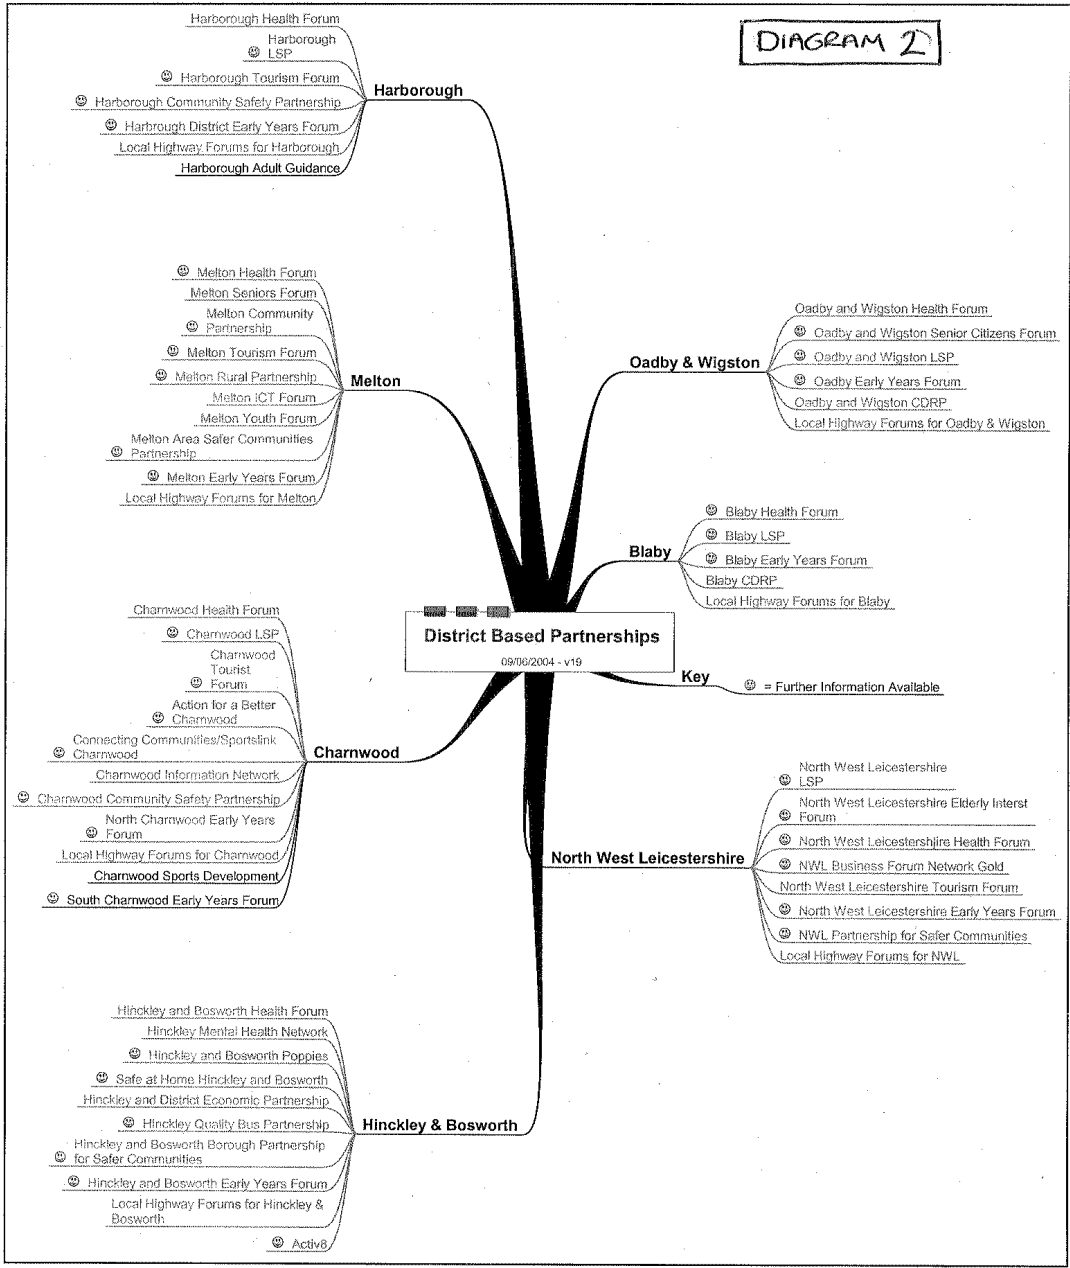 DIAGRAM 2
Harborough Health Forum
Harborough
LSP
Harborough Tourism Forum
Harborough Community Safety Partnership
Harbrough District Early Years Forum
Local Highway Forums for Harborough
Harborough Adult Guidance
Harborough
Melton Health Forum
Melton Seniors Forum
Melton Community
Partnership
Melton Tourism Forum
Melton Rural Partnership
Melton ICT Forum
Melton Youth Forum
Melton Area Safer Communities
Partnership
Melton Early Years Forum
Local Highway Forums for Melton
Melton
Oadby & Wigston
Oadby and Wigston Health Forum
Oadby and Wigston Senior Citizens Forum
Oadby and Wigston LSP
Oadby Early Years Forum
Oadby and Wigston CDRP
Local Highway Forums for Oadby & Wigston
Blaby
Blaby Health Forum
Blaby LSP
Blaby Early Years Forum
Blaby CDRP
Local Highway Forums for Blaby
District Based Partnerships
09/06/2004 - v19
Key
= Further Information Available
Charnwood Health Forum
Charnwood LSP
Charnwood
Tourist
Forum
Action for a Better
Charnwood
Connecting Communities/Sportslink
Charnwood
Charnwood Information Network
Charnwood Community Safety Partnership
North Charnwood Early Years
Forum
Local Highway Forums for Charnwood
Charnwood Sports Development
South Charnwood Early Years Forum
Charnwood
North West Leicestershire
North West Leicestershire
LSP
North West Leicestershire Elderly Interst
Forum
North West Leicestershire Health Forum
NWL Business Forum Network Gold
North West Leicestershire Tourism Forum
North West Leicestershire Early Years Forum
NWL Partnership for Safer Communities
Local Highway Forums for NWL
Hinckley and Bosworth Health Forum
Hinckley Mental Health Network
Hinckley and Bosworth Poppies
Safe at Home Hinckley and Bosworth
Hinckley and District Economic Partnership
Hinckley Quality Bus Partnership
Hinckley and Bosworth Borough Partnership
for Safer Communities
Hinckley and Bosworth Early Years Forum
Local Highway Forums for Hinckley &
Bosworth
Activ8
Hinckley & Bosworth